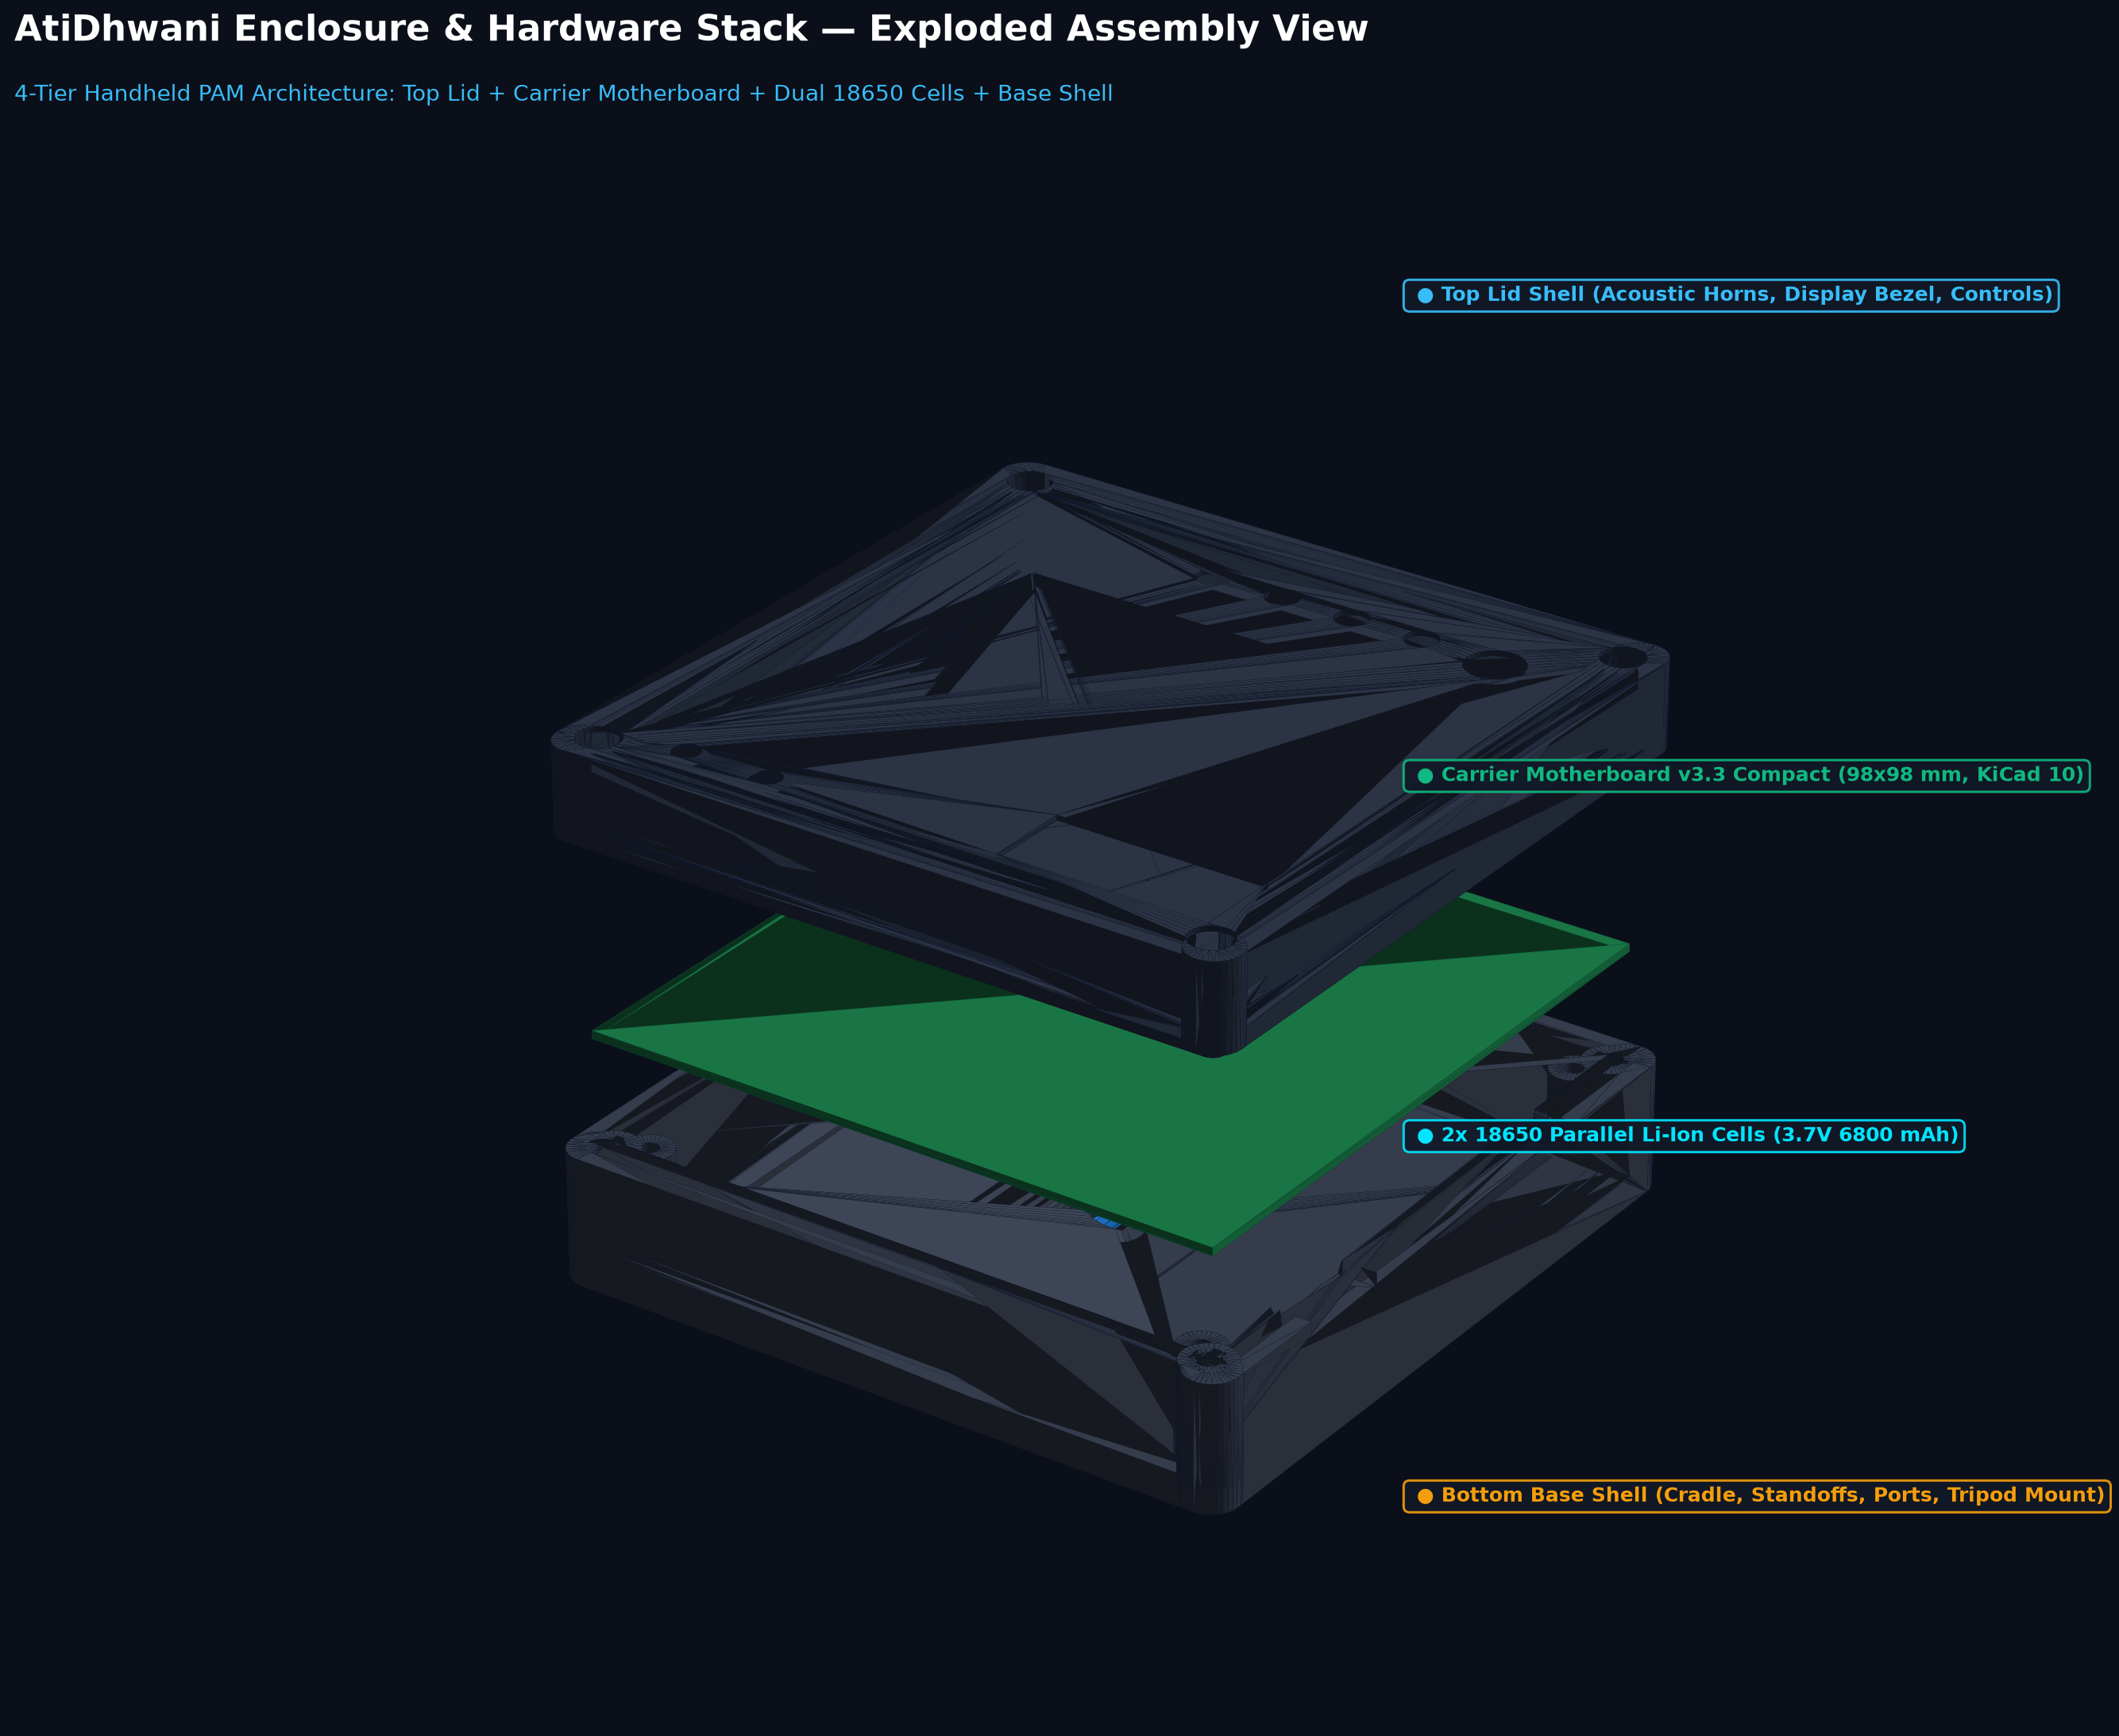 AtiDhwani Enclosure & Hardware Stack — Exploded Assembly View
4-Tier Handheld PAM Architecture: Top Lid + Carrier Motherboard + Dual 18650 Cells + Base Shell
● Top Lid Shell (Acoustic Horns, Display Bezel, Controls)
● Carrier Motherboard v3.3 Compact (98x98 mm, KiCad 10)
● 2x 18650 Parallel Li-Ion Cells (3.7V 6800 mAh)
● Bottom Base Shell (Cradle, Standoffs, Ports, Tripod Mount)